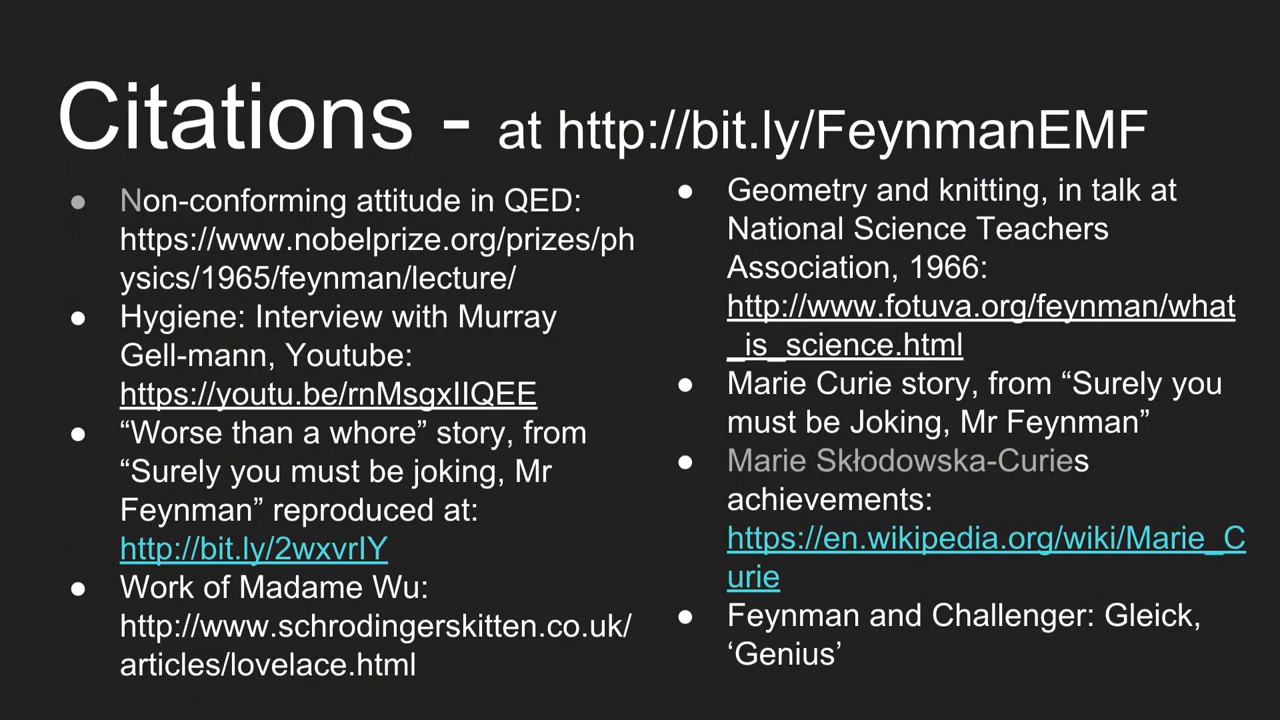 Citations - at http://bit.ly/FeynmanEMF
● Non-conforming attitude in QED:
https://www.nobelprize.org/prizes/ph
ysics/1965/feynman/lecture/
● Hygiene: Interview with Murray
Gell-mann, Youtube:
https://youtu.be/rnMsgxIIQEE
● “Worse than a whore” story, from
“Surely you must be joking, Mr
Feynman” reproduced at:
http://bit.ly/2wxvrIY
● Work of Madame Wu:
http://www.schrodingerskitten.co.uk/
articles/lovelace.html
● Geometry and knitting, in talk at
National Science Teachers
Association, 1966:
http://www.fotuva.org/feynman/what
_is_science.html
● Marie Curie story, from “Surely you
must be Joking, Mr Feynman”
● Marie Skłodowska-Curies
achievements:
https://en.wikipedia.org/wiki/Marie_C
urie
● Feynman and Challenger: Gleick,
‘Genius’